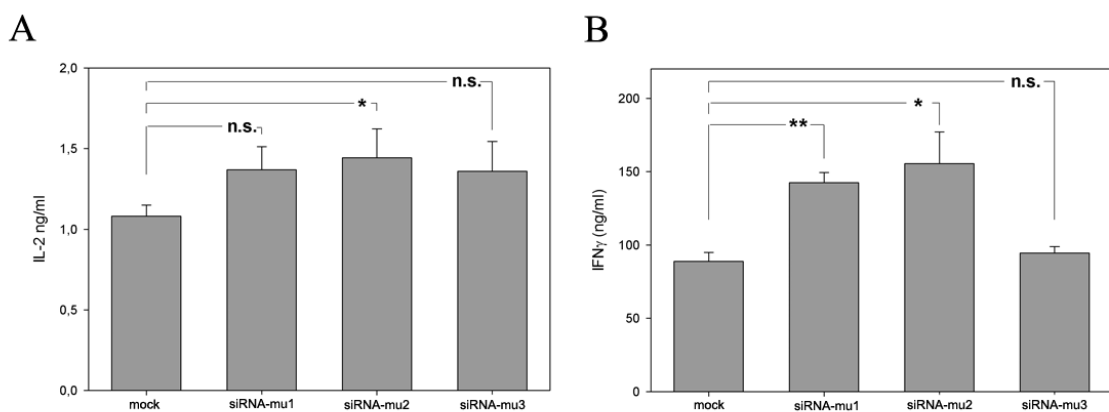 A
2,0
1,5
1,0
0,5
0,0
IL-2 ng/ml
n.s.
*
n.s.
mock siRNA-mu1 siRNA-mu2 siRNA-mu3
B
200
150
100
50
0
IFNγ (ng/ml)
n.s.
*
**
mock siRNA-mu1 siRNA-mu2 siRNA-mu3